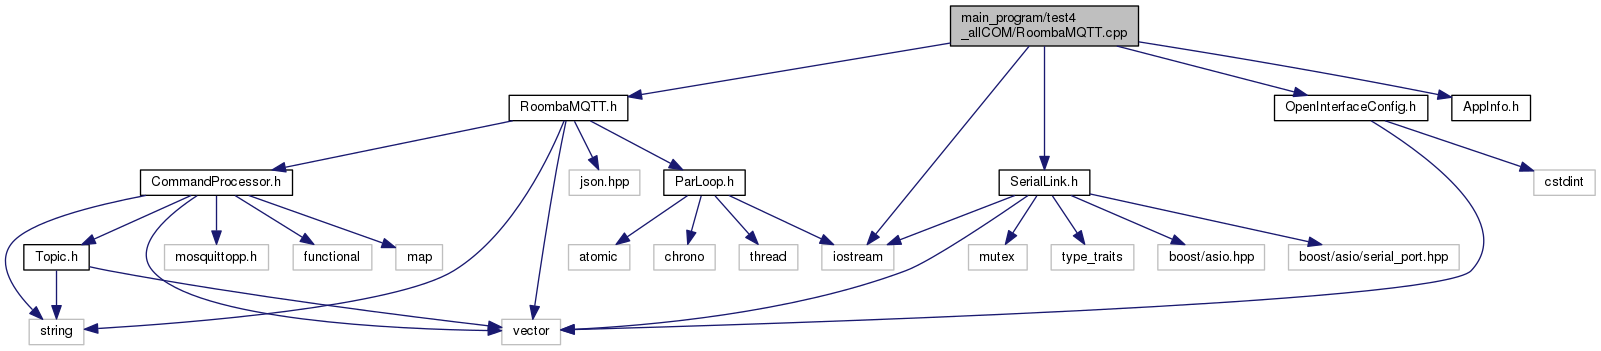 main_program/test4
_allCOM/RoombaMQTT.cpp
RoombaMQTT.h
OpenInterfaceConfig.h
AppInfo.h
CommandProcessor.h
json.hpp
ParLoop.h
SerialLink.h
cstdint
Topic.h
mosquittopp.h
functional
map
atomic
chrono
thread
iostream
mutex
type_traits
boost/asio.hpp
boost/asio/serial_port.hpp
string
vector